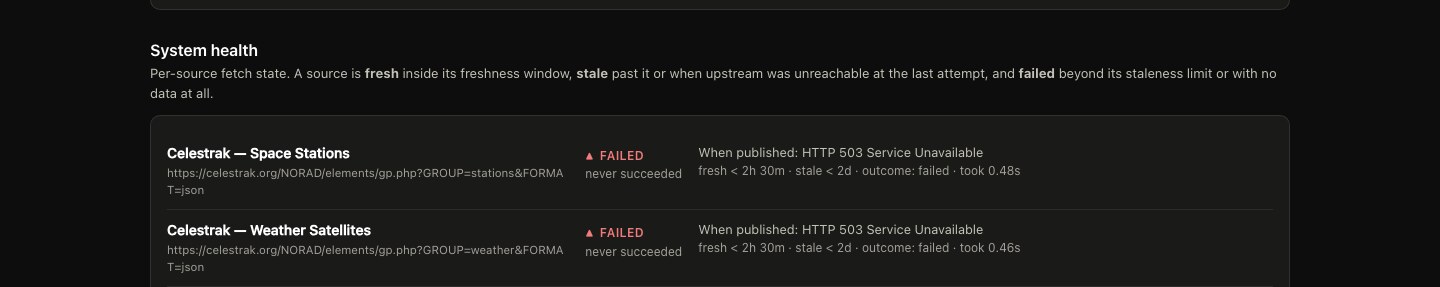 System health
Per-source fetch state. A source is fresh inside its freshness window, stale past it or when upstream was unreachable at the last attempt, and failed beyond its staleness limit or with no
data at all.
Celestrak — Space Stations
https://celestrak.org/NORAD/elements/gp.php?GROUP=stations&FORMA
T=json
▲ FAILED
never succeeded
When published: HTTP 503 Service Unavailable
fresh < 2h 30m · stale < 2d · outcome: failed · took 0.48s
Celestrak — Weather Satellites
https://celestrak.org/NORAD/elements/gp.php?GROUP=weather&FORMA
T=json
▲ FAILED
never succeeded
When published: HTTP 503 Service Unavailable
fresh < 2h 30m · stale < 2d · outcome: failed · took 0.46s